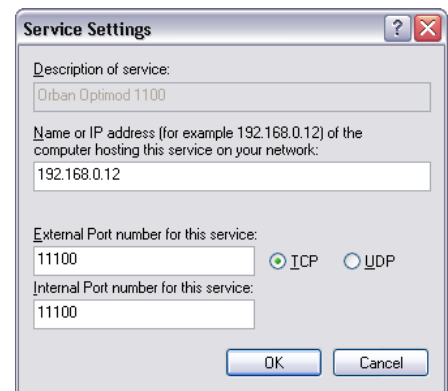 Service Settings
Description of service:
Orban Optimod 1100
Name or IP address (for example 192.168.0.12) of the
computer hosting this service on your network:
192.168.0.12
External Port number for this service:
11100
TCP
UDP
Internal Port number for this service:
11100
OK
Cancel